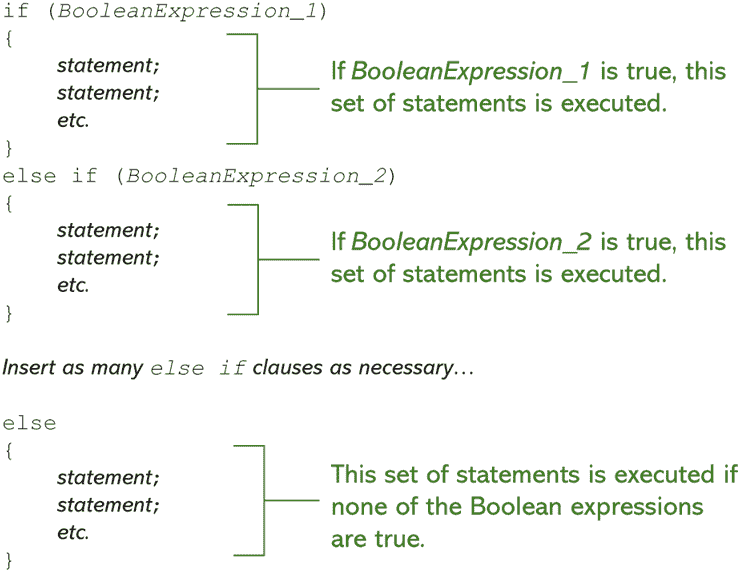 if (BooleanExpression_1)
{
statement;
statement;
etc.
If BooleanExpression_1 is true, this
set of statements is executed.
}
else if (BooleanExpression_2)
{
statement;
statement;
etc.
If BooleanExpression_2 is true, this
set of statements is executed.
}
Insert as many else if clauses as necessary…
else
{
statement;
statement;
etc.
This set of statements is executed if
none of the Boolean expressions
are true.
}